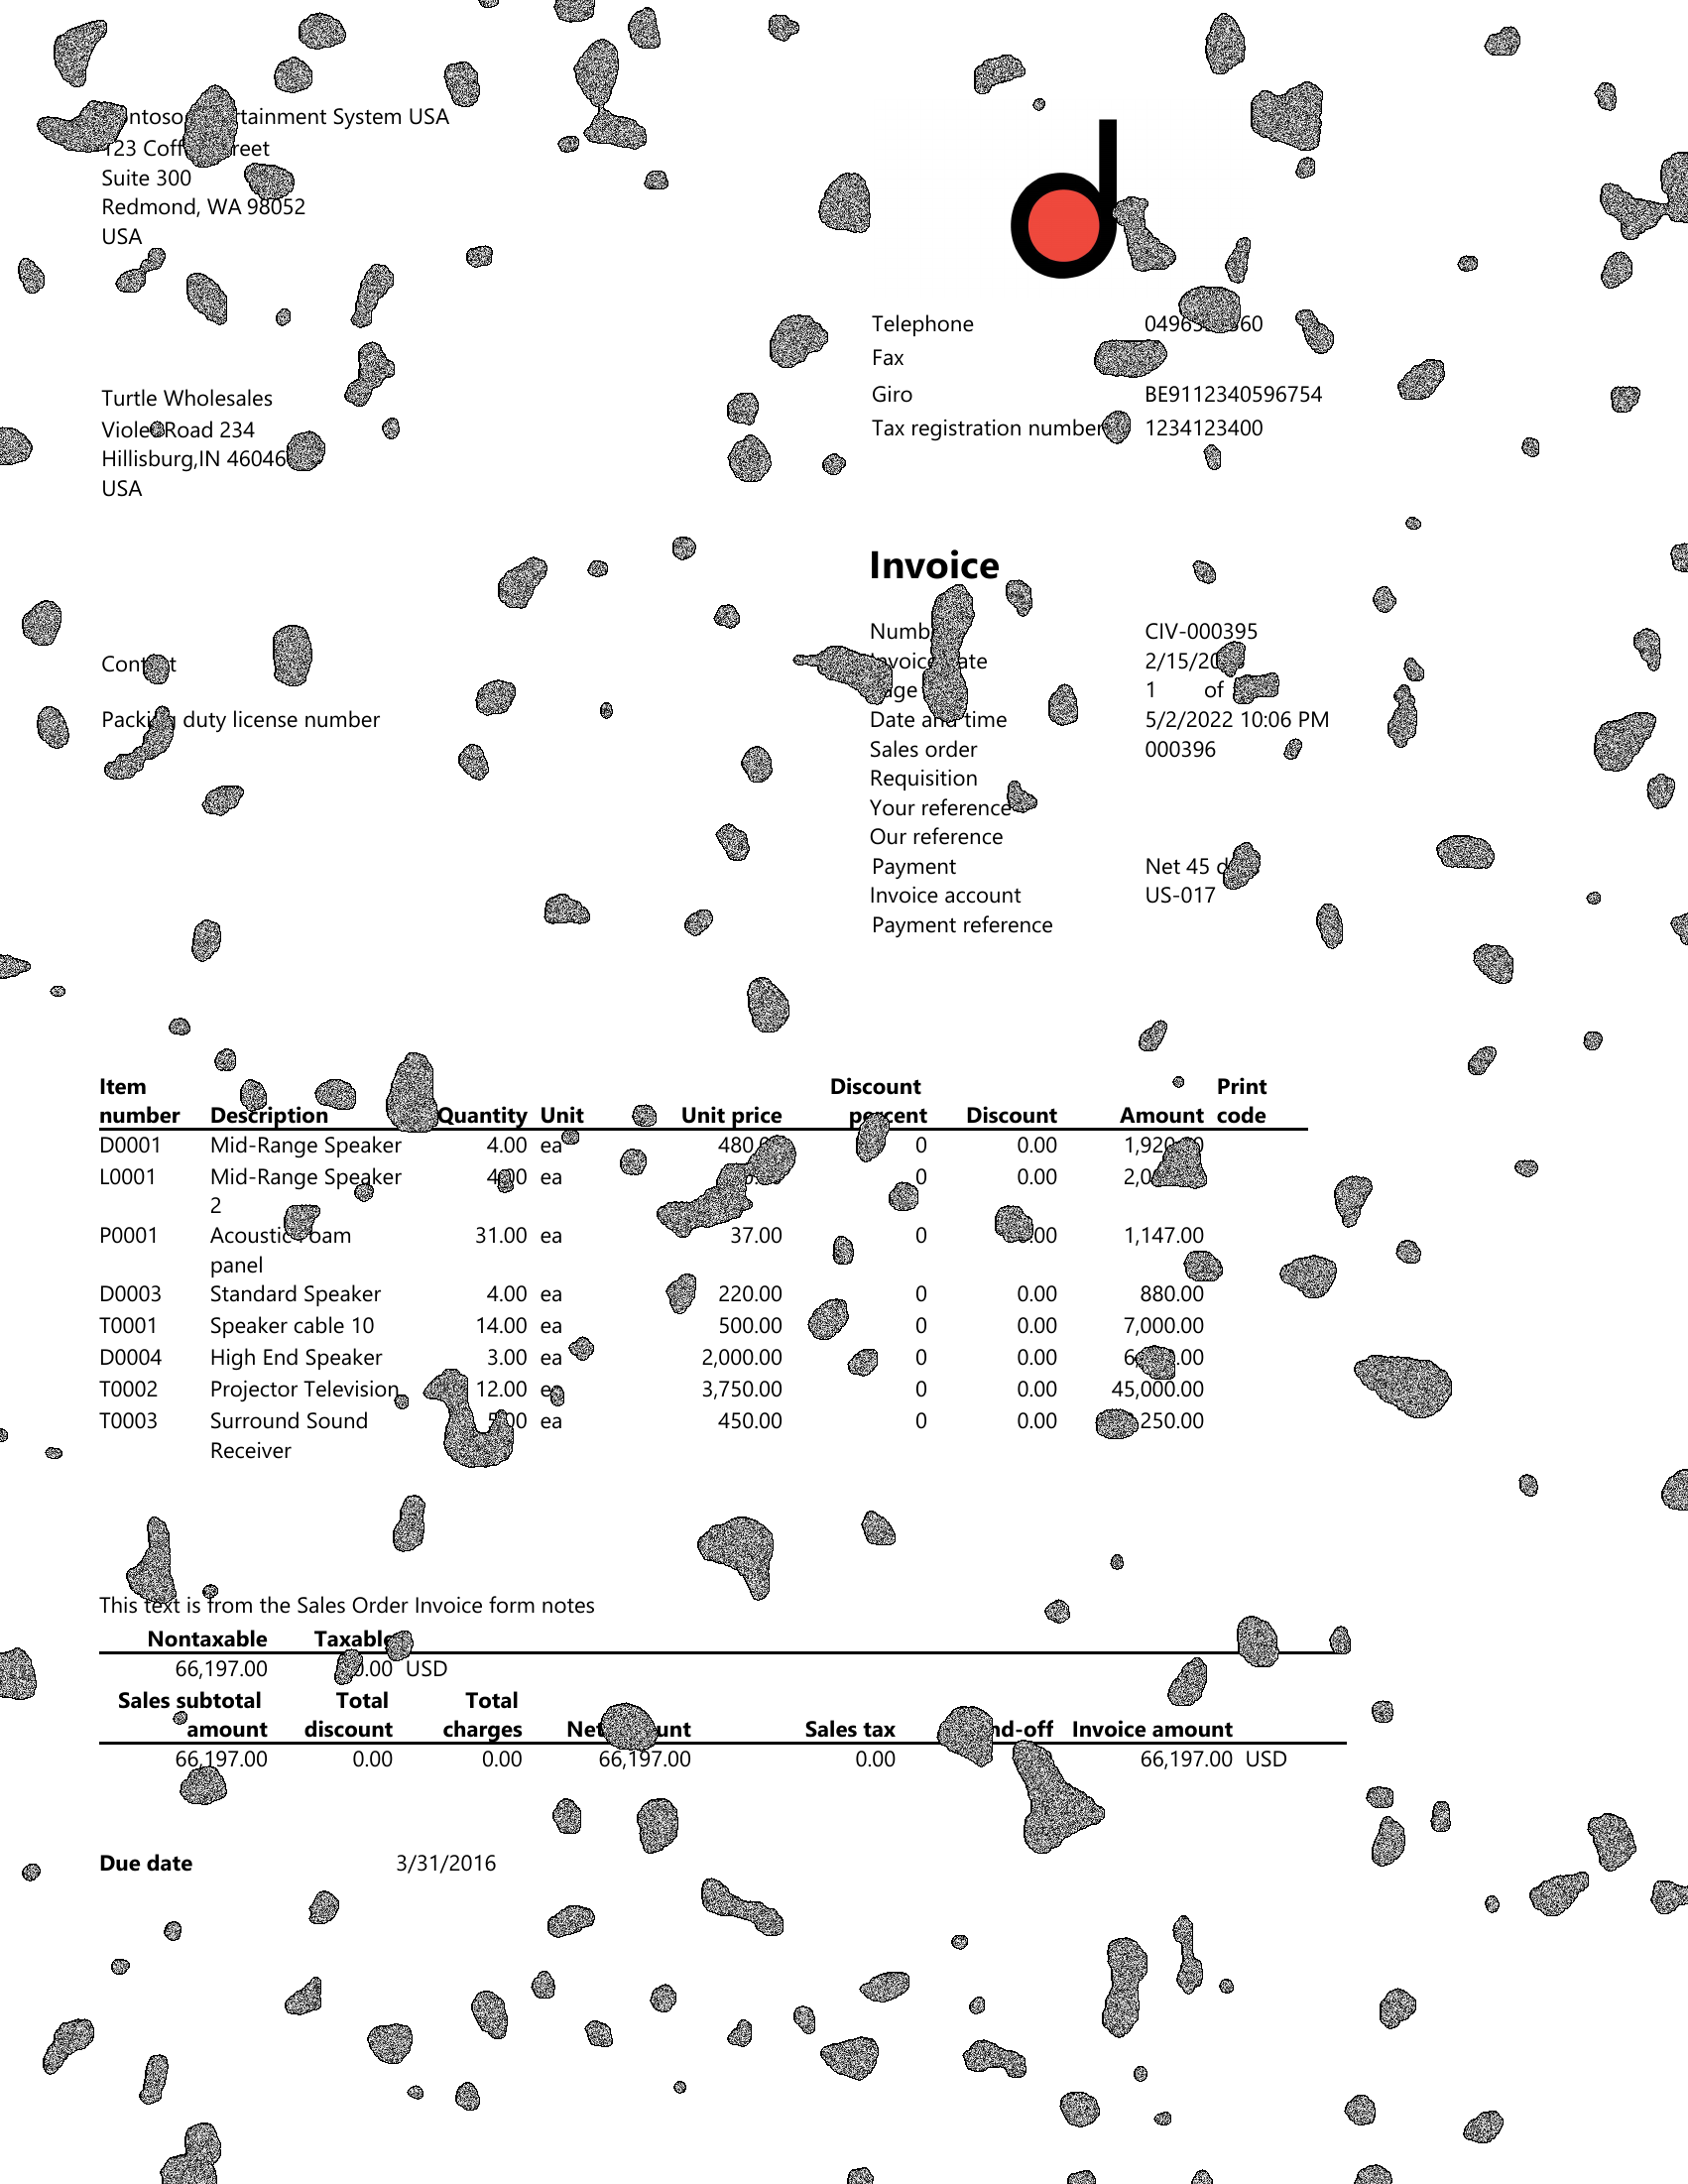 System USA
123
Suite 300
Redmond, WA 98052
USA
Telephone
Fax
Giro BE9112340596754
Tax registration number 1234123400
Turtle Wholesales
Road 234
Hillisburg,IN 46046
USA
Invoice
CIV-000395
1 of
Date and time 5/2/2022 10:06 PM
Sales order 000396
Requisition
Your reference
Our reference
Payment Net 45
Invoice account US-017
Payment reference
duty license number
Item number Description Quantity Unit Unit price Discount percent Discount Amount Print code
D0001 Mid-Range Speaker 4.00 ea 0 0.00
L0001 Mid-Range Speaker ea 0 0.00
2
P0001 Acoustic 31.00 ea 37.00 0 1,147.00
panel
D0003 Standard Speaker 4.00 ea 220.00 0 0.00 880.00
T0001 Speaker cable 10 14.00 ea 500.00 0 0.00 7,000.00
D0004 High End Speaker 3.00 ea 2,000.00 0 0.00
T0002 Projector Television 12.00 ea 3,750.00 0 0.00 45,000.00
T0003 Surround Sound ea 450.00 0 0.00
Receiver
This text is from the Sales Order Invoice form notes
Nontaxable Taxable
66,197.00 USD
Sales subtotal amount Total discount Total charges Sales tax Invoice amount
66,197.00 0.00 0.00 66,197.00 0.00 66,197.00 USD
Due date 3/31/2016